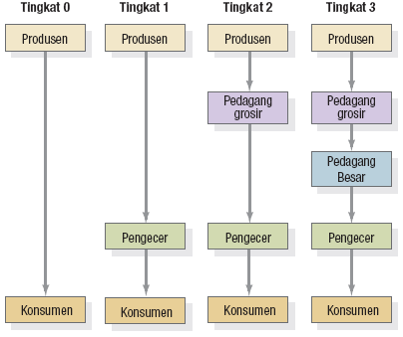 Tingkat 0
Tingkat 1
Tingkat 2
Tingkat 3
Produsen
Produsen
Produsen
Produsen
Pedagang
grosir
Pedagang
grosir
Pedagang
Besar
Pengecer
Pengecer
Pengecer
Konsumen
Konsumen
Konsumen
Konsumen